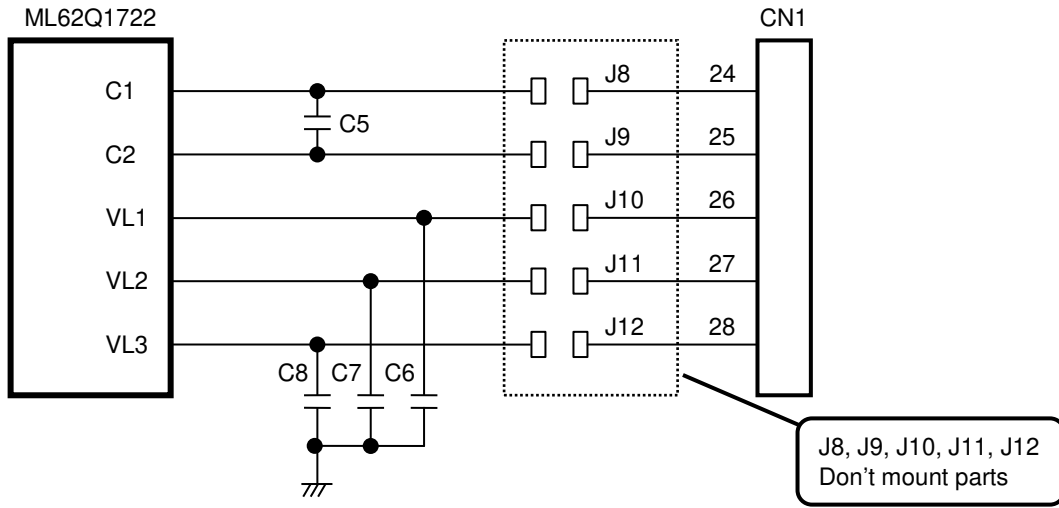 ML62Q1722
CN1
C1
J8
24
C5
C2
J9
25
VL1
J10
26
VL2
J11
27
VL3
J12
28
C8
C7
C6
J8, J9, J10, J11, J12
Don't mount parts